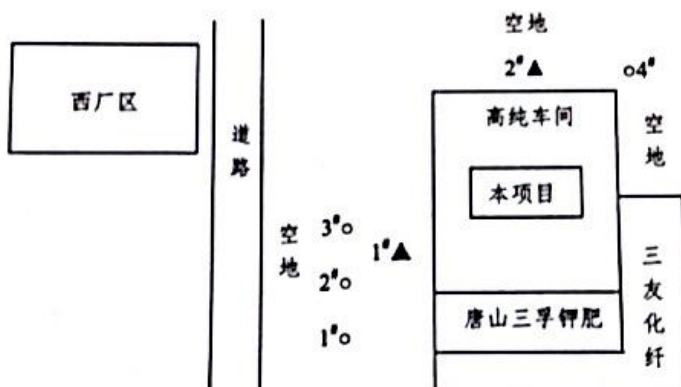 空地
2#▲
○4#
西厂区
高纯车间
道路
空地
本项目
空地
3#○
1#▲
2#○
三友化纤
唐山三孚钾肥
1#○